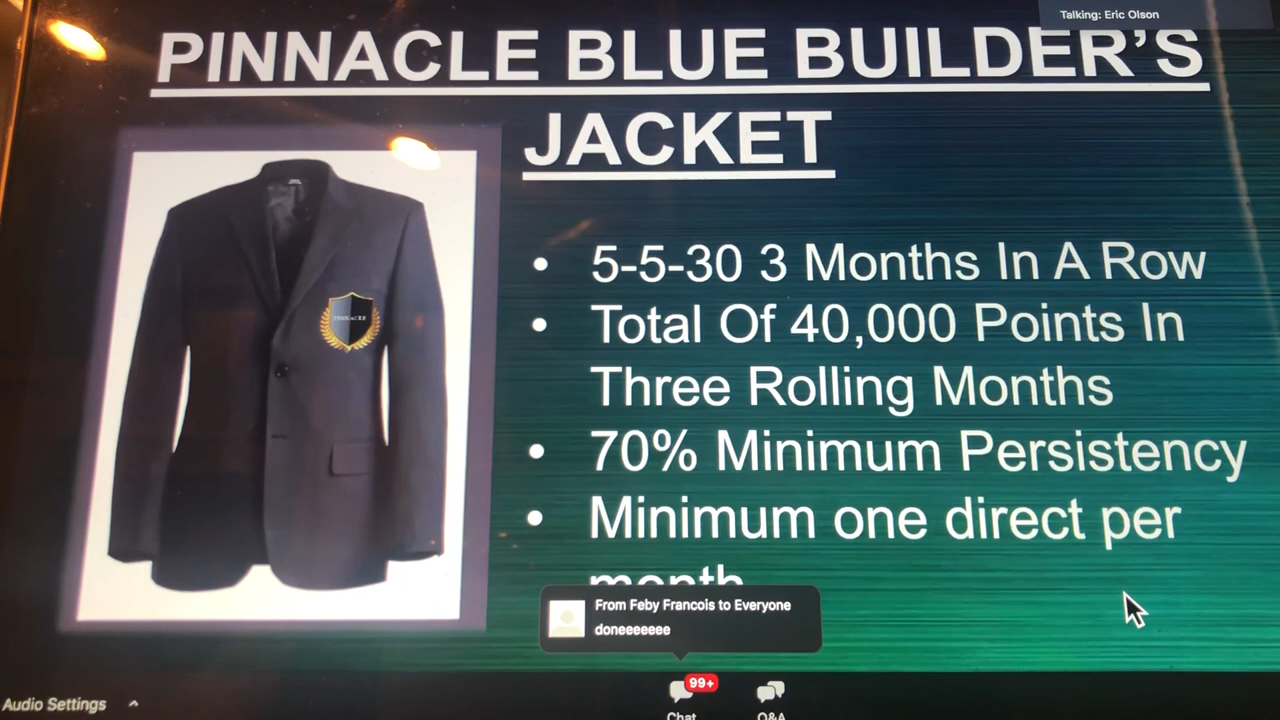 Talking: Eric Olson
PINNACLE BLUE BUILDER'S
JACKET
PINNACLE
• 5-5-30 3 Months In A Row
• Total Of 40,000 Points In
Three Rolling Months
• 70% Minimum Persistency
• Minimum one direct per
month
From Feby Francois to Everyone
doneeeeeee
Audio Settings
99+
Chat
Q&A